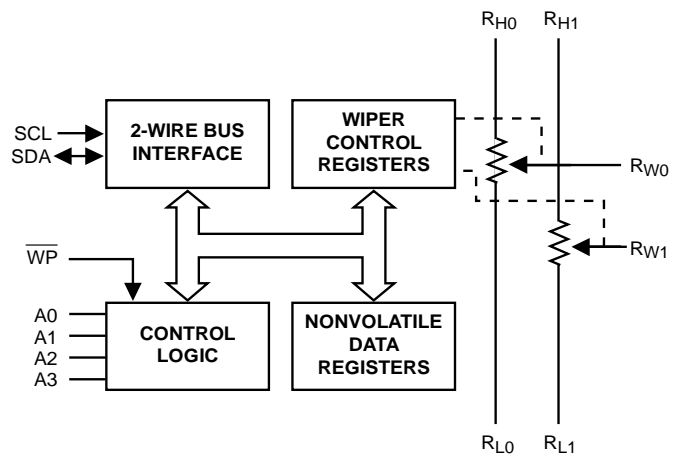 R_H0 R_H1
SCL
SDA
2-WIRE BUS
INTERFACE
WIPER
CONTROL
REGISTERS
R_W0
R_W1
W̅P̅
A0
A1
A2
A3
CONTROL
LOGIC
NONVOLATILE
DATA
REGISTERS
R_L0 R_L1